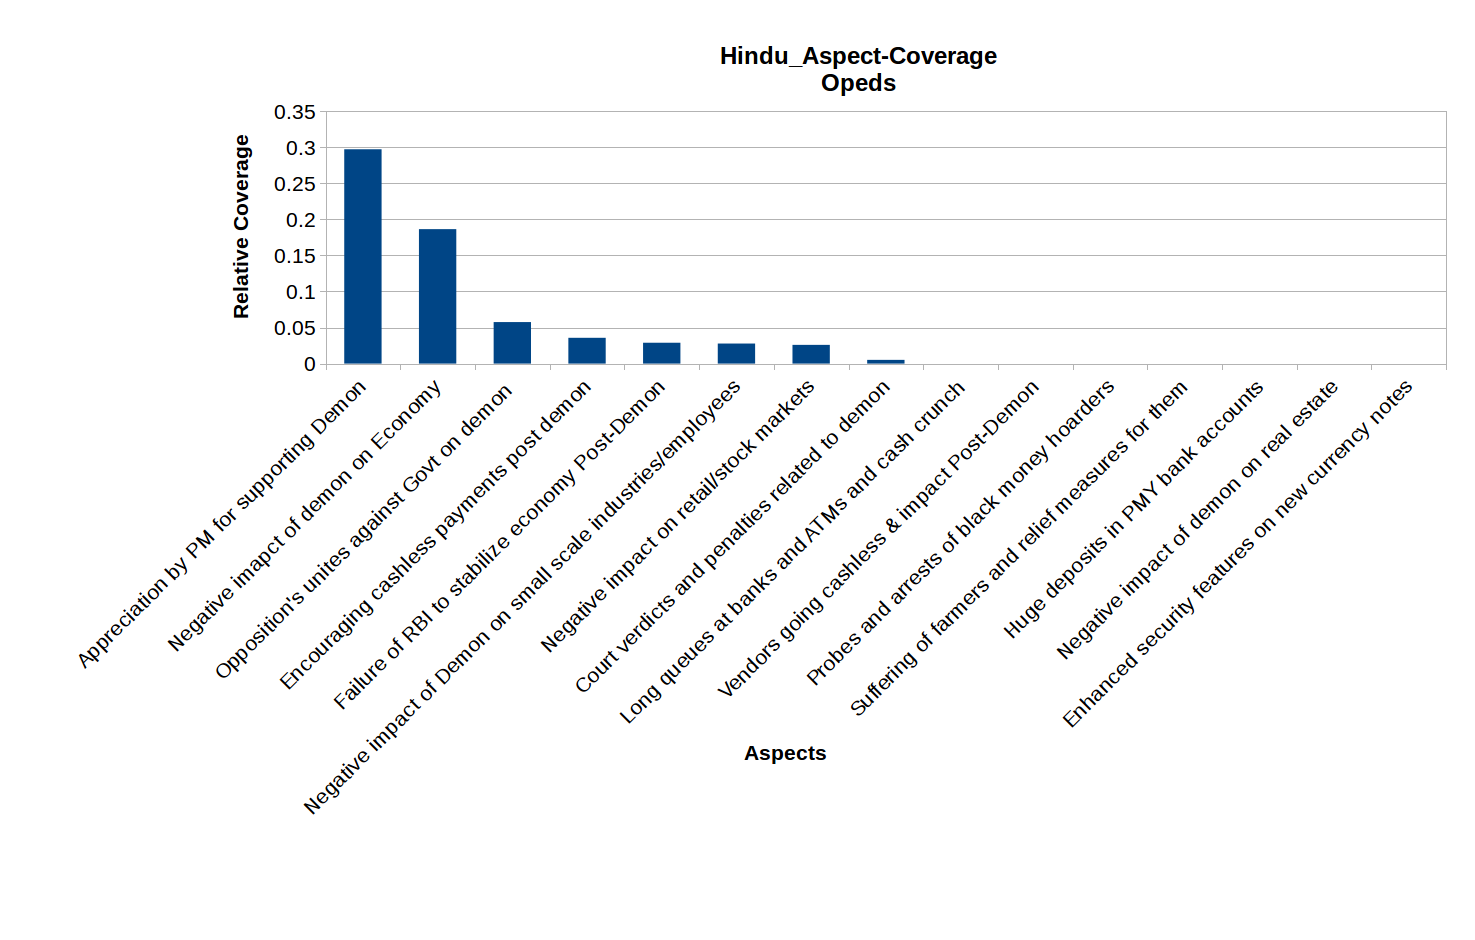 Hindu_Aspect-Coverage
Opeds
Relative Coverage
0.35
0.3
0.25
0.2
0.15
0.1
0.05
0
Appreciation by PM for supporting Demon
Negative imapct of demon on Economy
Opposition's unites against Govt on demon
Encouraging cashless payments post demon
Failure of RBI to stabilize economy Post-Demon
Negative impact of Demon on small scale industries/employees
Negative impact on retail/stock markets
Court verdicts and penalties related to demon
Long queues at banks and ATMs and cash crunch
Vendors going cashless & impact Post-Demon
Probes and arrests of black money hoarders
Suffering of farmers and relief measures for them
Huge deposits in PMY bank accounts
Negative impact of demon on real estate
Enhanced security features on new currency notes
Aspects